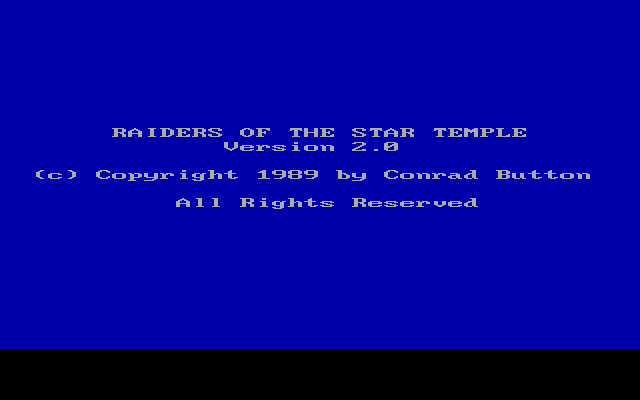 RAIDERS OF THE STAR TEMPLE
Version 2.0
(c) Copyright 1989 by Conrad Button
All Rights Reserved